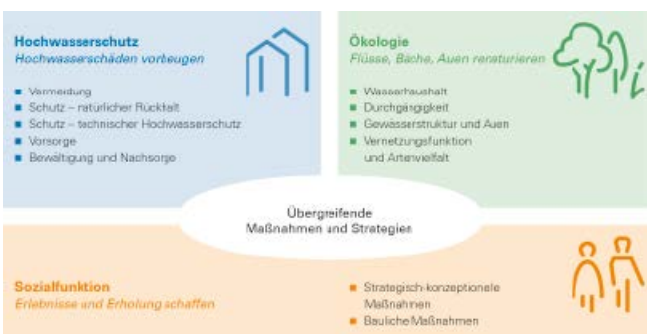 Hochwasserschutz
Hochwasserschäden vorbeugen
Vermeidung
Schutz – natürlicher Rückhalt
Schutz – technischer Hochwasserschutz
Vorsorge
Bewältigung und Nachsorge
Ökologie
Flüsse, Bäche, Auen renaturieren
Wasserhaushalt
Durchgängigkeit
Gewässerstruktur und Auen
Vernetzungsfunktion
und Artenvielfalt
Übergreifende
Maßnahmen und Strategien
Sozialfunktion
Erlebnisse und Erholung schaffen
Strategisch-konzeptionelle
Maßnahmen
Bauliche Maßnahmen